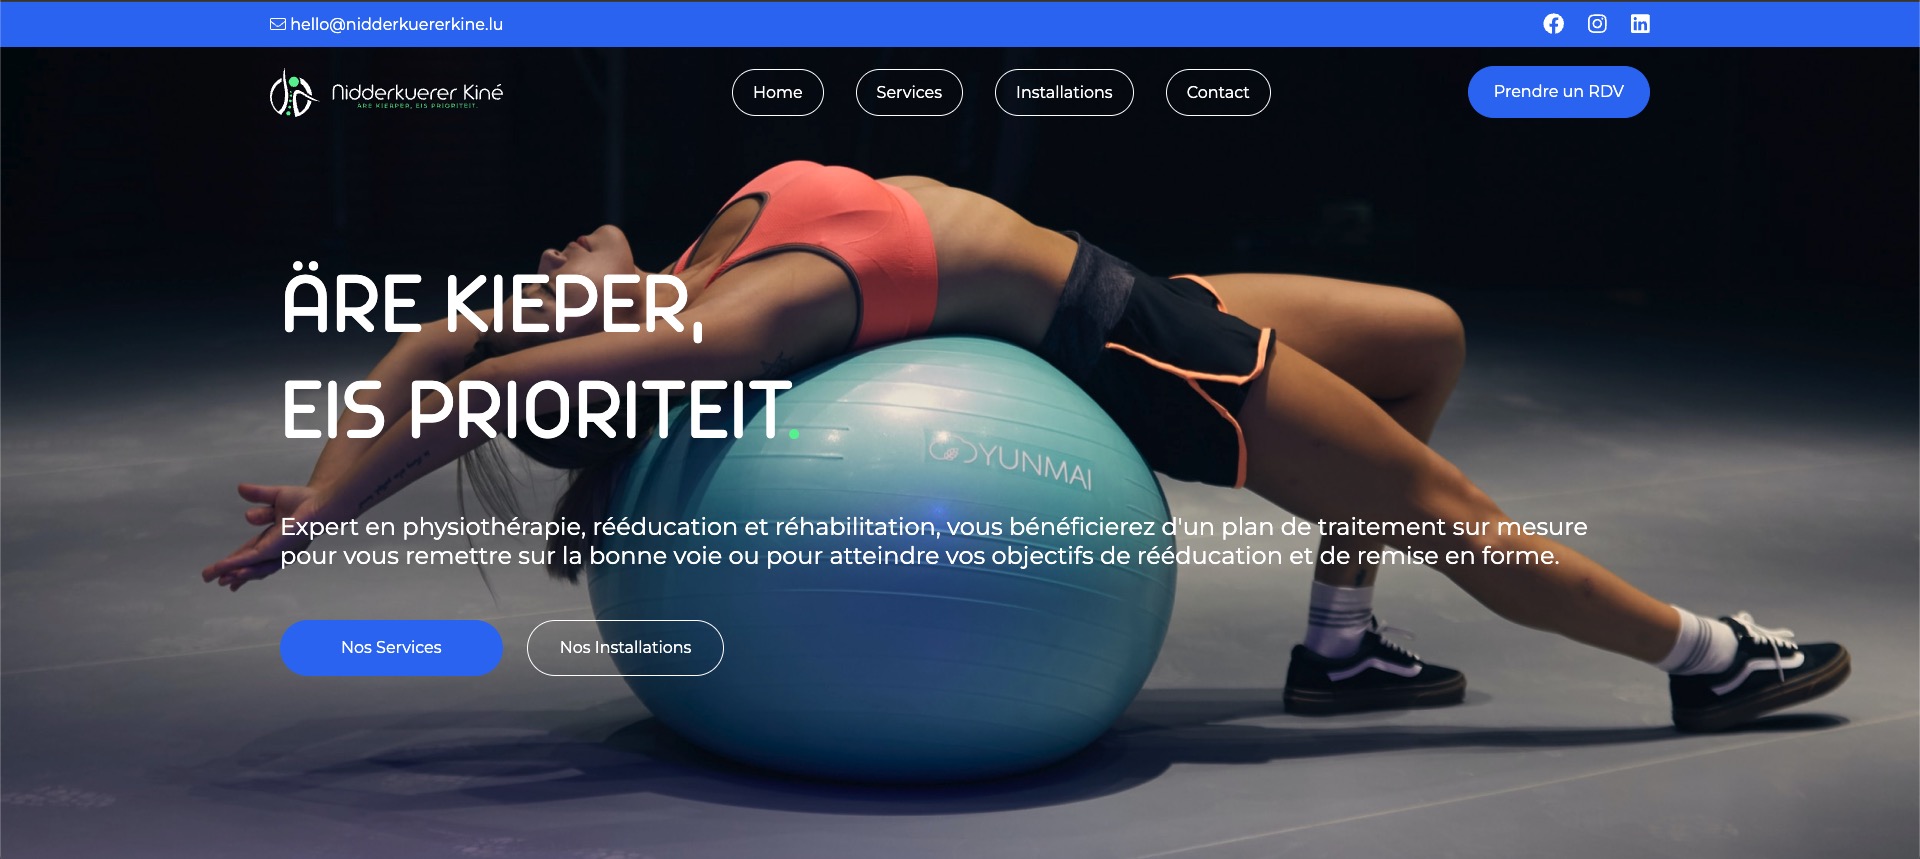 hello@nidderkuererkine.lu
Nidderkuerer Kiné
ÄRE KIERPER, EIS PRIORITEIT.
Home
Services
Installations
Contact
Prendre un RDV
ÄRE KIEPER,
EIS PRIORITEIT.
YUNMAI
Expert en physiothérapie, rééducation et réhabilitation, vous bénéficierez d'un plan de traitement sur mesure
pour vous remettre sur la bonne voie ou pour atteindre vos objectifs de rééducation et de remise en forme.
Nos Services
Nos Installations